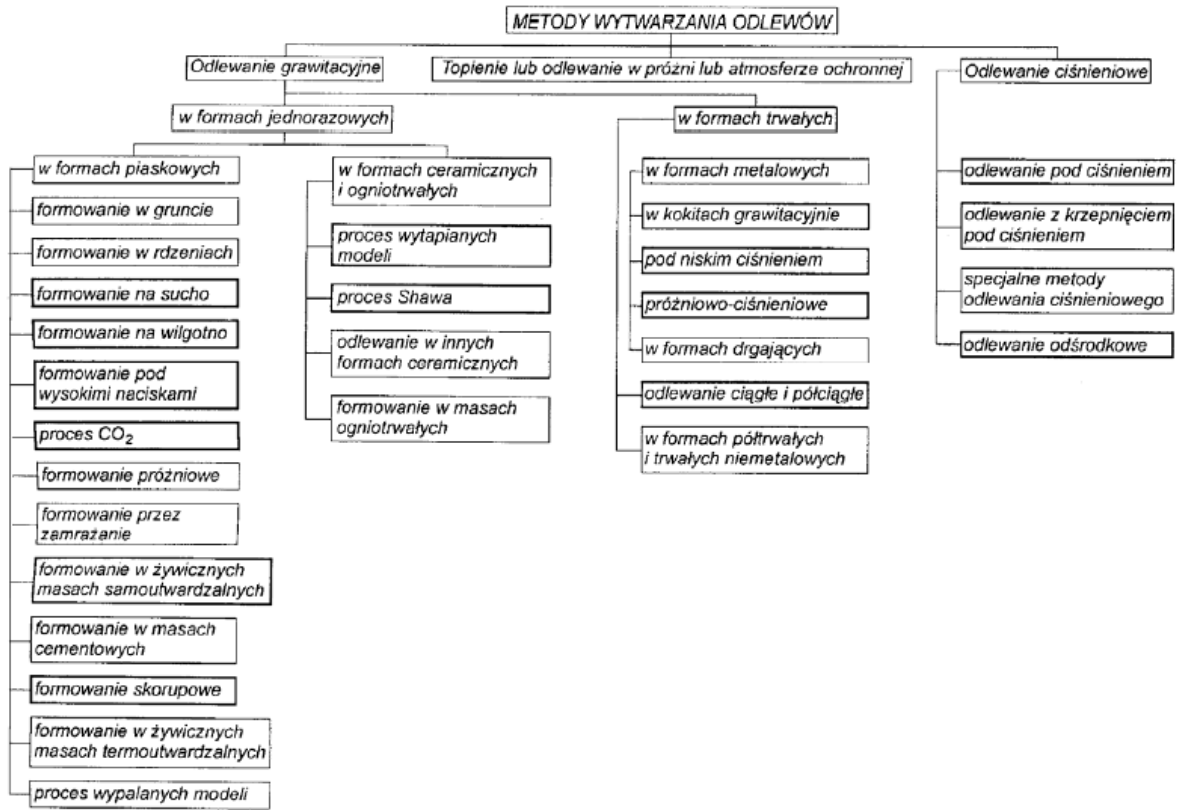 METODY WYTWARZANIA ODLEWÓW
Odlewanie grawitacyjne
Topienie lub odlewanie w próżni lub atmosferze ochronnej
Odlewanie ciśnieniowe
w formach jednorazowych
w formach trwałych
w formach piaskowych
formowanie w gruncie
formowanie w rdzeniach
formowanie na sucho
formowanie na wilgotno
formowanie pod
wysokimi naciskami
proces CO₂
formowanie próżniowe
formowanie przez
zamrażanie
formowanie w żywicznych
masach samoutwardzalnych
formowanie w masach
cementowych
formowanie skorupowe
formowanie w żywicznych
masach termoutwardzalnych
proces wypalanych modeli
w formach ceramicznych
i ogniotrwałych
proces wytapianych
modeli
proces Shawa
odlewanie w innych
formach ceramicznych
formowanie w masach
ogniotrwałych
w formach metalowych
w kokitach grawitacyjnie
pod niskim ciśnieniem
próżniowo-ciśnieniowe
w formach drgających
odlewanie ciągłe i półciągłe
w formach półtrwałych
i trwałych niemetalowych
odlewanie pod ciśnieniem
odlewanie z krzepnięciem
pod ciśnieniem
specjalne metody
odlewania ciśnieniowego
odlewanie odśrodkowe